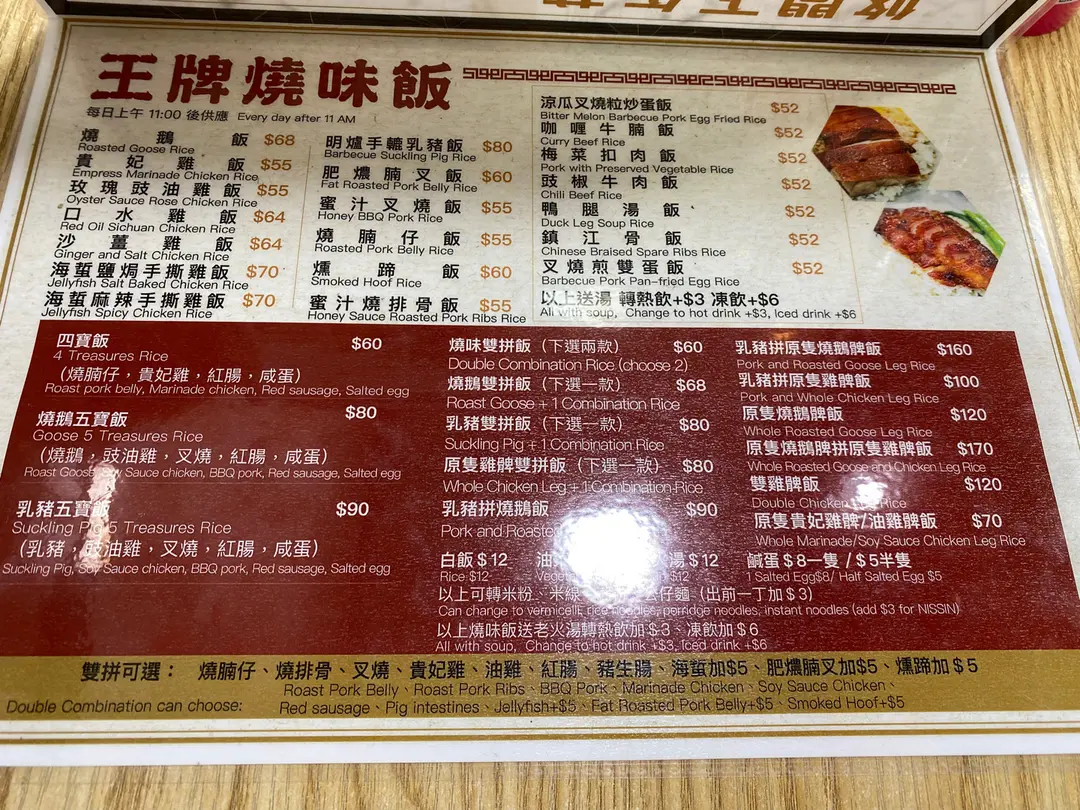 王牌燒味飯
每日上午 11:00 後供應 Every day after 11 AM
燒鵝飯 $68
Roasted Goose Rice
貴妃雞飯 $55
Empress Marinade Chicken Rice
玫瑰豉油雞飯 $55
Oyster Sauce Rose Chicken Rice
口水雞飯 $64
Red Oil Sichuan Chicken Rice
沙薑雞飯 $64
Ginger and Salt Chicken Rice
海蜇鹽焗手撕雞飯 $70
Jellyfish Salt Baked Chicken Rice
海蜇麻辣手撕雞飯 $70
Jellyfish Spicy Chicken Rice
明爐手轆乳豬飯 $80
Barbecue Suckling Pig Rice
肥燶腩叉飯 $60
Fat Roasted Pork Belly Rice
蜜汁叉燒飯 $55
Honey BBQ Pork Rice
燒腩仔飯 $55
Roasted Pork Belly Rice
燻蹄飯 $60
Smoked Hoof Rice
蜜汁燒排骨飯 $55
Honey Sauce Roasted Pork Ribs Rice
涼瓜叉燒粒炒蛋飯 $52
Bitter Melon Barbecue Pork Egg Fried Rice
咖喱牛腩飯 $52
Curry Beef Rice
梅菜扣肉飯 $52
Pork with Preserved Vegetable Rice
豉椒牛肉飯 $52
Chili Beef Rice
鴨腿湯飯 $52
Duck Leg Soup Rice
鎮江骨飯 $52
Chinese Braised Spare Ribs Rice
叉燒煎雙蛋飯 $52
Barbecue Pork Pan-fried Egg Rice
以上送湯 轉熱飲+$3 凍飲+$6
All with soup, Change to hot drink +$3, Iced drink +$6
四寶飯 $60
4 Treasures Rice
（燒腩仔，貴妃雞，紅腸，咸蛋）
Roast pork belly, Marinade chicken, Red sausage, Salted egg
燒鵝五寶飯 $80
Goose 5 Treasures Rice
（燒鵝，豉油雞，叉燒，紅腸，咸蛋）
Roast Goose, Soy Sauce chicken, BBQ pork, Red sausage, Salted egg
乳豬五寶飯 $90
Suckling Pig 5 Treasures Rice
（乳豬，豉油雞，叉燒，紅腸，咸蛋）
Suckling Pig, Soy Sauce chicken, BBQ pork, Red sausage, Salted egg
燒味雙拼飯（下選兩款） $60
Double Combination Rice (choose 2)
燒鵝雙拼飯（下選一款） $68
Roast Goose + 1 Combination Rice
乳豬雙拼飯（下選一款） $80
Suckling Pig + 1 Combination Rice
原隻雞髀雙拼飯（下選一款） $80
Whole Chicken Leg + 1 Combination Rice
乳豬拼燒鵝飯 $90
Pork and Roasted
乳豬拼原隻燒鵝髀飯 $160
Pork and Roasted Goose Leg Rice
乳豬拼原隻雞髀飯 $100
Pork and Whole Chicken Leg Rice
原隻燒鵝髀飯 $120
Whole Roasted Goose Leg Rice
原隻燒鵝髀拼原隻雞髀飯 $170
Whole Roasted Goose and Chicken Leg Rice
雙雞髀飯 $120
Double Chicken Leg Rice
原隻貴妃雞髀/油雞髀飯 $70
Whole Marinade/Soy Sauce Chicken Leg Rice
白飯 $12 油 湯 $12 鹹蛋 $8一隻 / $5半隻
Rice $12 $12 1 Salted Egg$8/ Half Salted Egg $5
以上可轉米粉、米線、公仔麵（出前一丁加 $3）
Can change to vermicelli, rice noodles, porridge noodles, instant noodles (add $3 for NISSIN)
以上燒味飯送老火湯轉熱飲加 $3、凍飲加 $6
All with soup, Change to hot drink +$3, Iced drink +$6
雙拼可選： 燒腩仔、燒排骨、叉燒、貴妃雞、油雞、紅腸、豬生腸、海蜇加$5、肥燶腩叉加$5、燻蹄加 $5
Roast Pork Belly、Roast Pork Ribs、BBQ Pork、Marinade Chicken、Soy Sauce Chicken、
Double Combination can choose: Red sausage、Pig intestines、Jellyfish+$5、Fat Roasted Pork Belly+$5、Smoked Hoof+$5